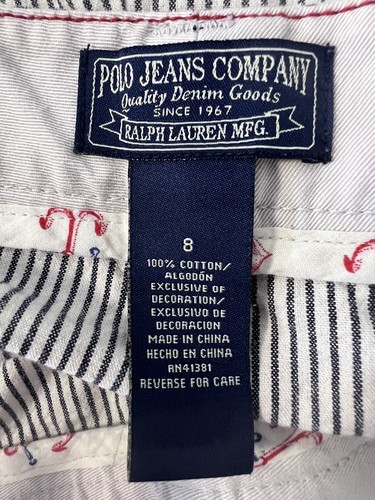 POLO JEANS COMPANY
Quality Denim Goods
SINCE 1967
RALPH LAUREN MFG.
8
100% COTTON/
ALGODÓN
EXCLUSIVE OF
DECORATION/
EXCLUSIVO DE
DECORACION
MADE IN CHINA
HECHO EN CHINA
RN41381
REVERSE FOR CARE